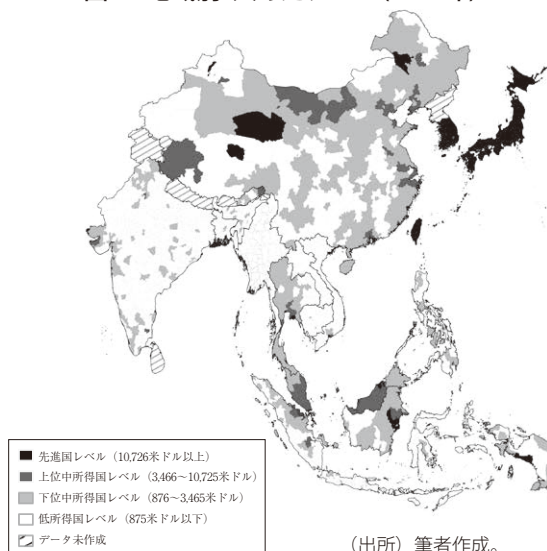 ■ 先進国レベル（10,726米ドル以上）
■ 上位中所得国レベル（3,466～10,725米ドル）
■ 下位中所得国レベル（876～3,465米ドル）
□ 低所得国レベル（875米ドル以下）
データ未作成
（出所）筆者作成。